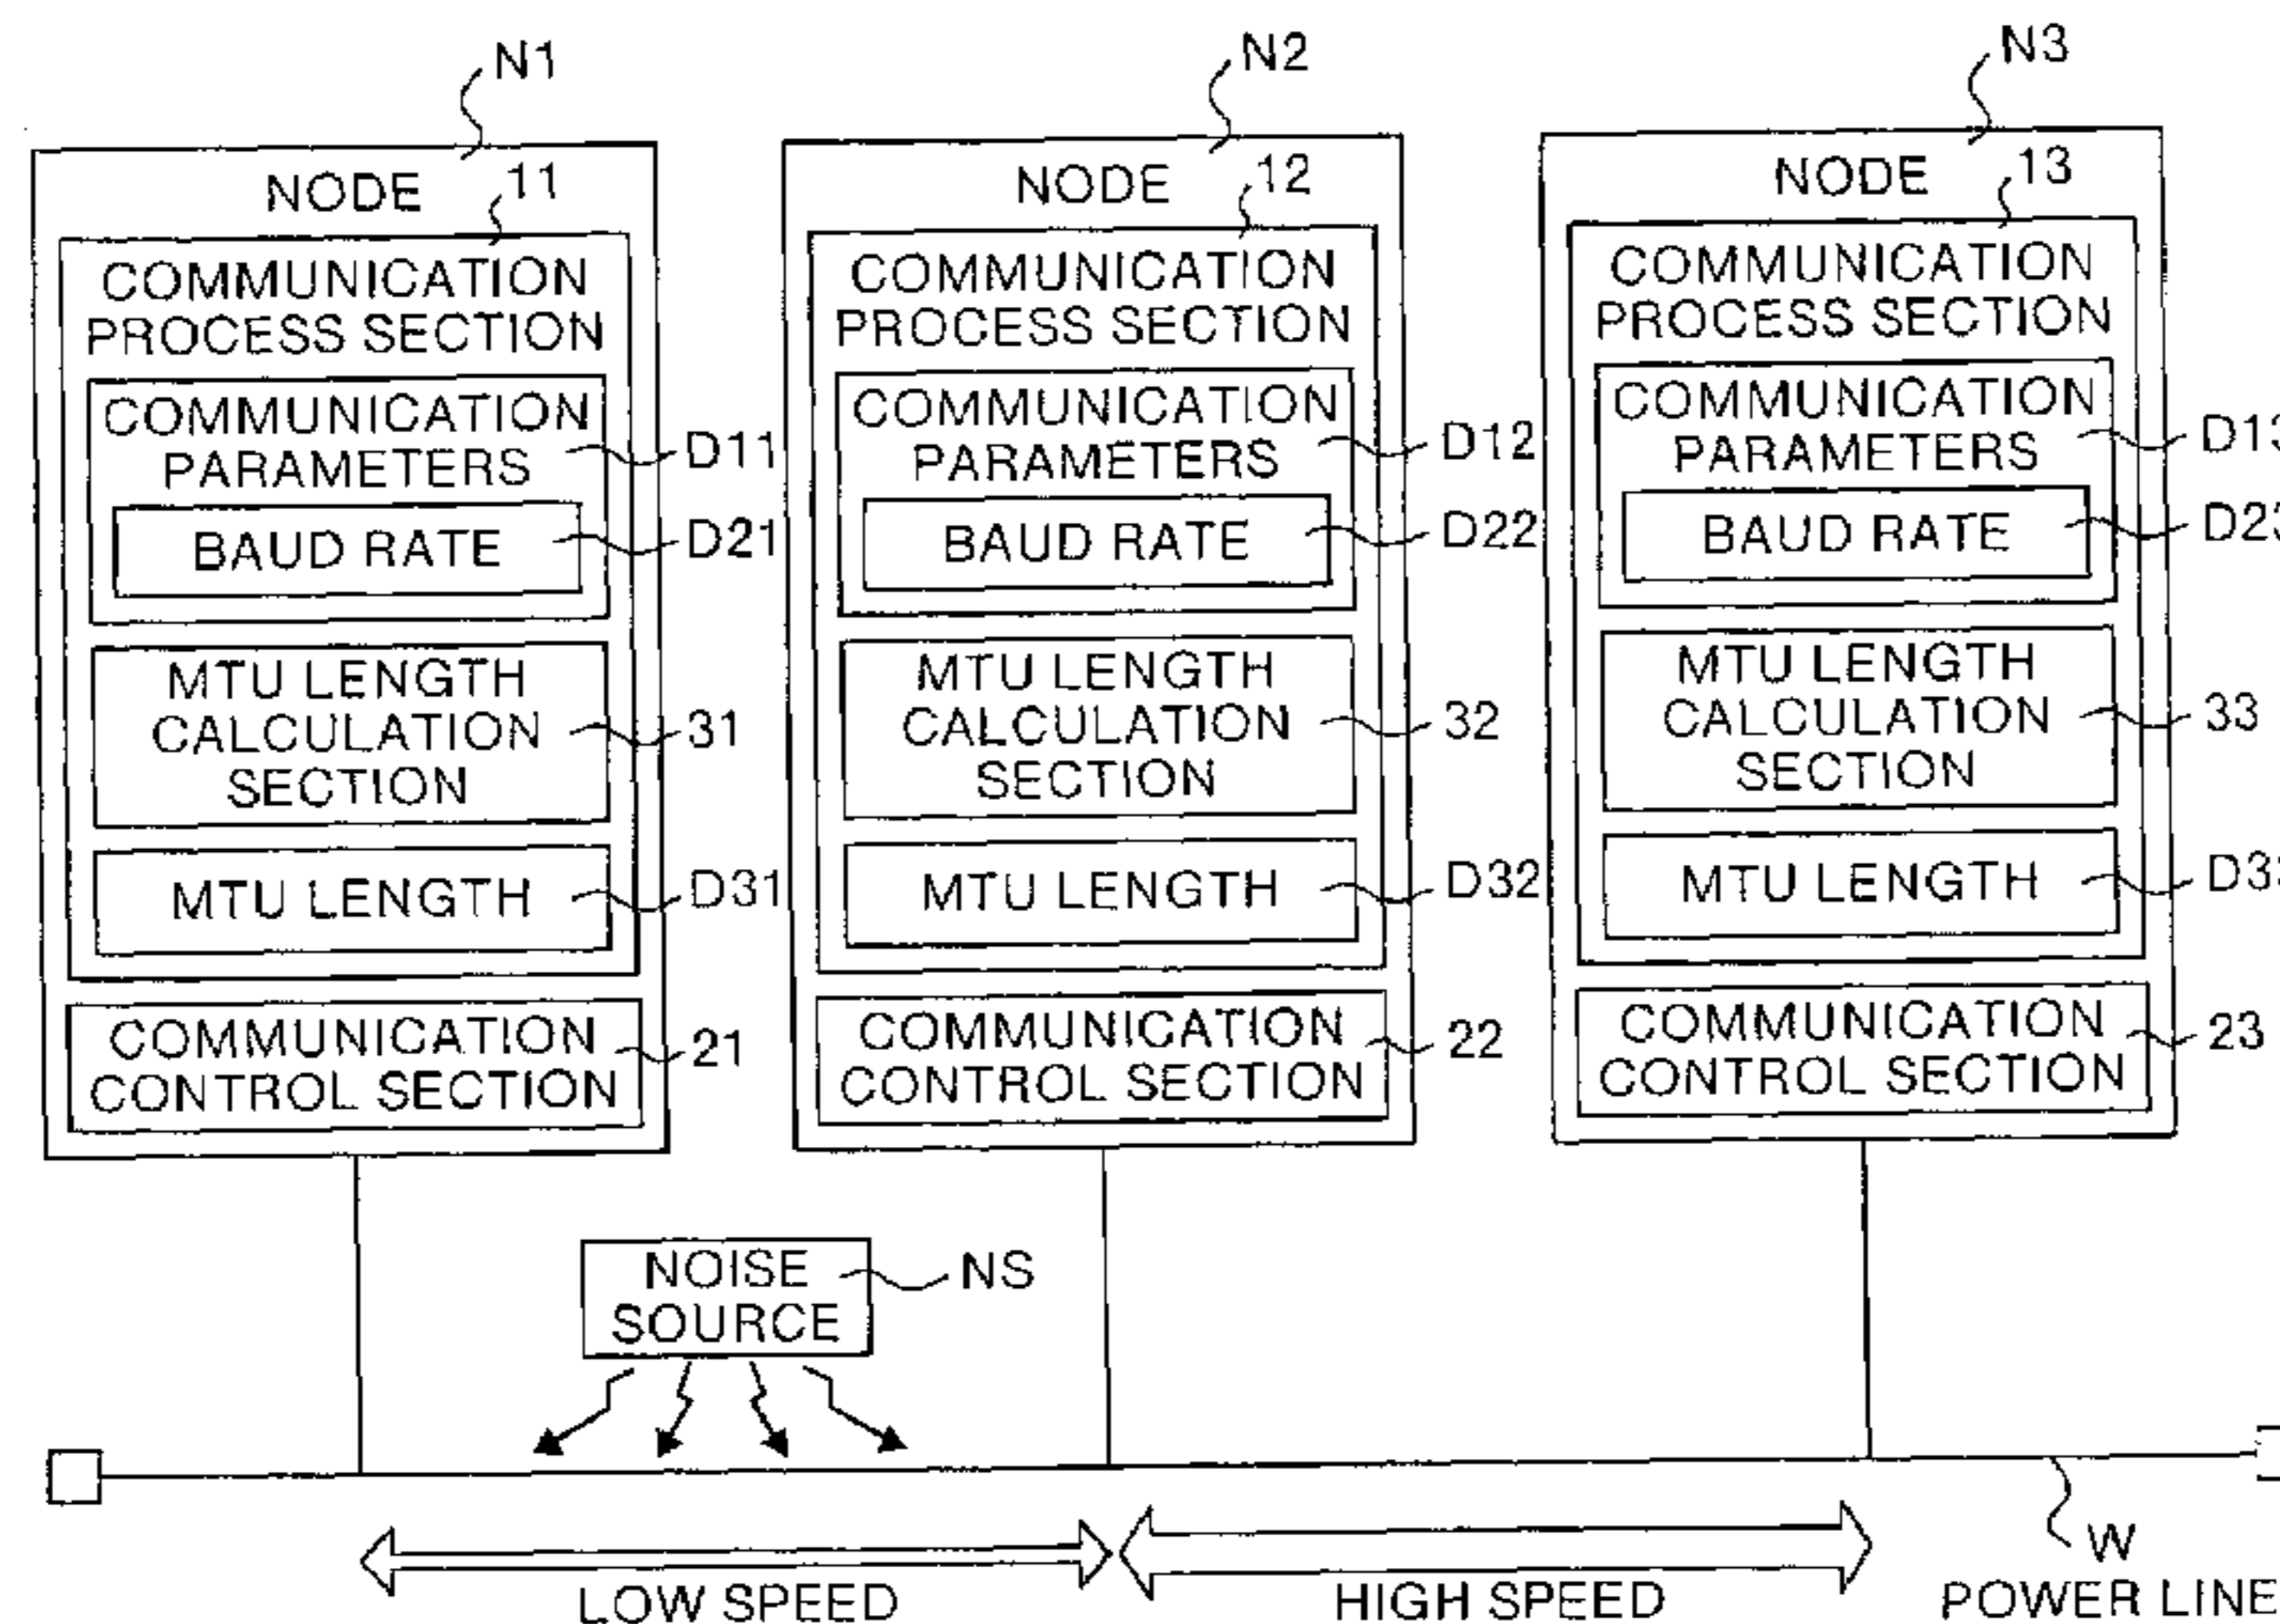 N1
N2
N3
NODE
11
COMMUNICATION
PROCESS SECTION
COMMUNICATION
PARAMETERS
D11
BAUD RATE
D21
MTU LENGTH
CALCULATION
SECTION
31
MTU LENGTH
D31
COMMUNICATION
CONTROL SECTION
21
NODE
12
COMMUNICATION
PROCESS SECTION
COMMUNICATION
PARAMETERS
D12
BAUD RATE
D22
MTU LENGTH
CALCULATION
SECTION
32
MTU LENGTH
D32
COMMUNICATION
CONTROL SECTION
22
NODE
13
COMMUNICATION
PROCESS SECTION
COMMUNICATION
PARAMETERS
D13
BAUD RATE
D23
MTU LENGTH
CALCULATION
SECTION
33
MTU LENGTH
D33
COMMUNICATION
CONTROL SECTION
23
NOISE
SOURCE
NS
LOW SPEED
HIGH SPEED
W
POWER LINE